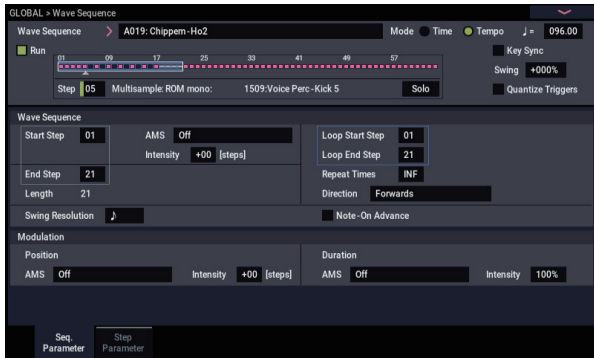 GLOBAL > Wave Sequence
Wave Sequence A019: Chippem-Ho2 Mode Time Tempo ♩= 096.00
Run Key Sync
01 09 17 25 33 41 49 57
Swing +000%
Step 05 Multisample: ROM mono: 1509:Voice Perc-Kick 5 Solo Quantize Triggers
Wave Sequence
Start Step 01 AMS Off Loop Start Step 01
Intensity +00 [steps] Loop End Step 21
End Step 21 Repeat Times INF
Length 21 Direction Forwards
Swing Resolution ♪ Note-On Advance
Modulation
Position Duration
AMS Off Intensity +00 [steps] AMS Off Intensity 100%
Seq. Parameter Step Parameter